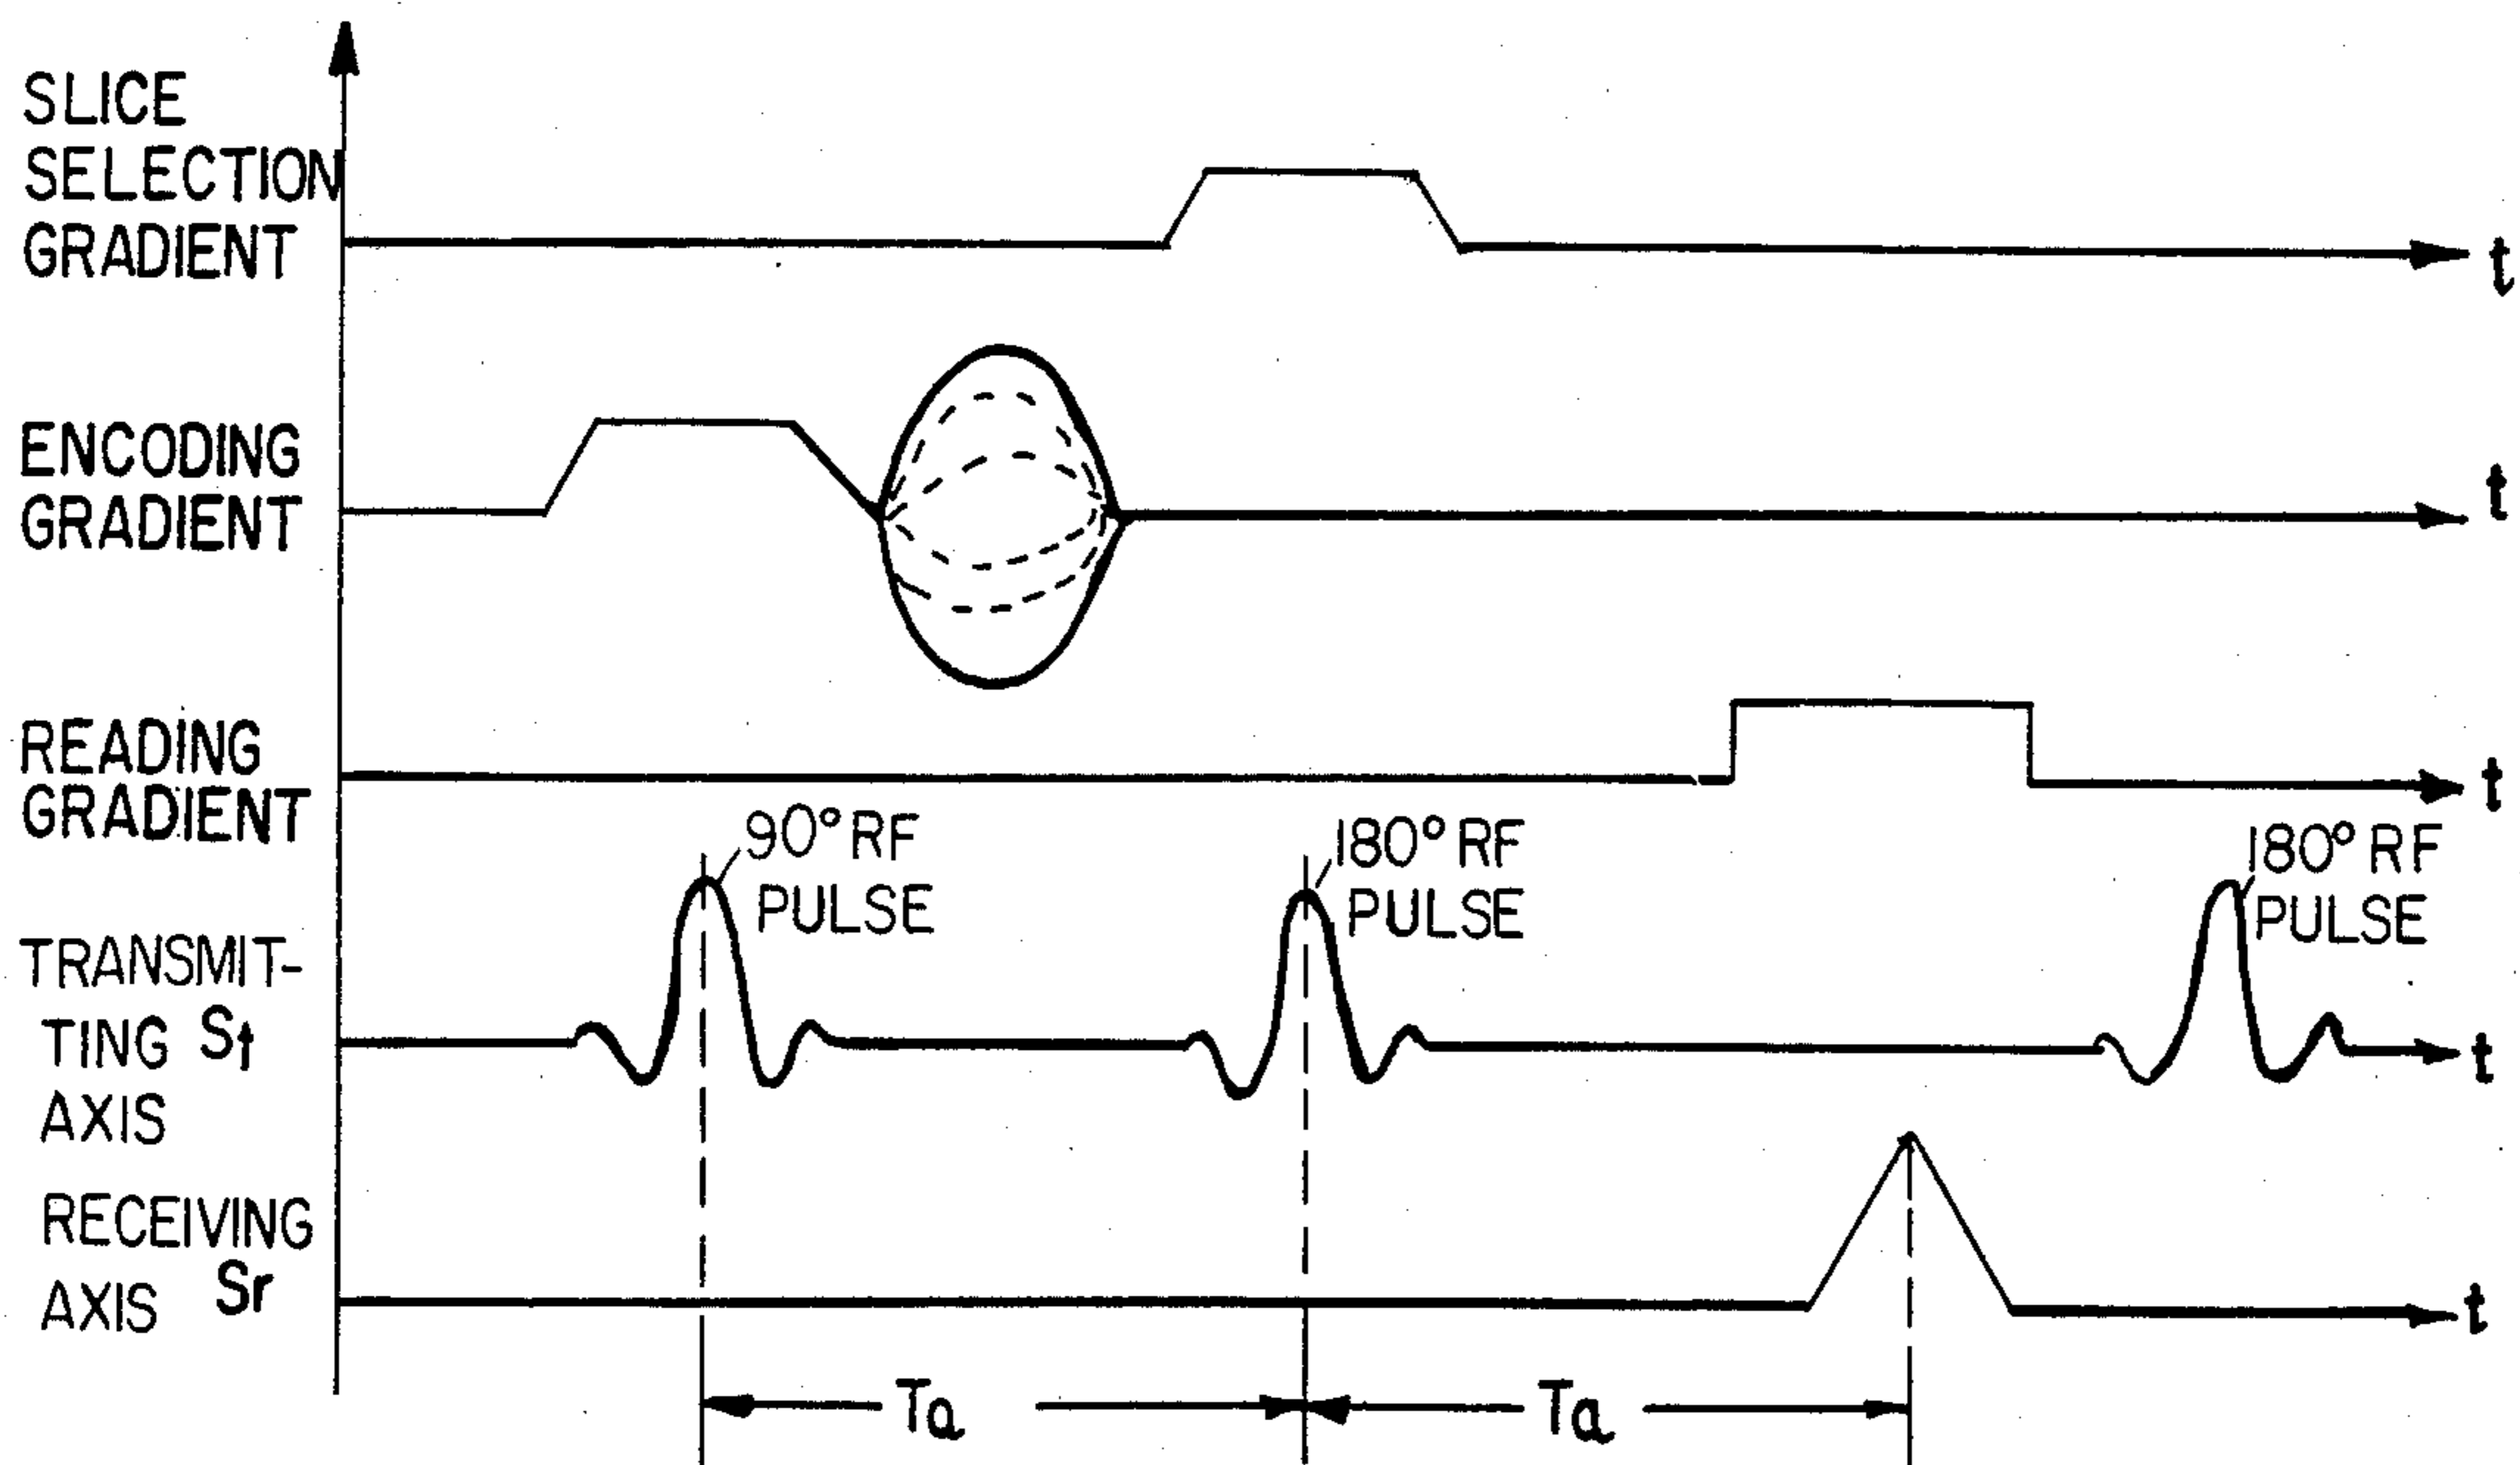 SLICE
SELECTION
GRADIENT
t
ENCODING
GRADIENT
t
READING
GRADIENT
t
90° RF
PULSE
180° RF
PULSE
180° RF
PULSE
TRANSMIT-
TING St
AXIS
t
RECEIVING
AXIS Sr
t
Ta
Ta